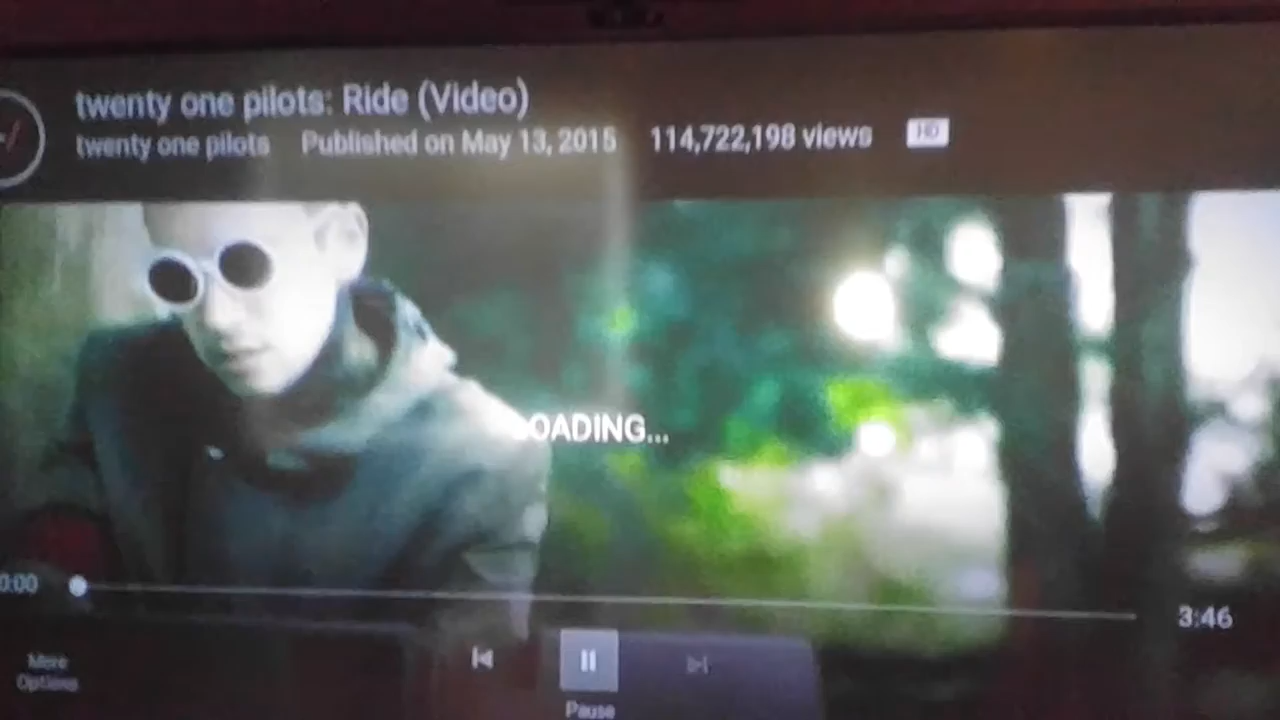 twenty one pilots: Ride (Video)
twenty one pilots Published on May 13, 2015 114,722,198 views HD
LOADING...
0:00
3:46
More
Options
Pause